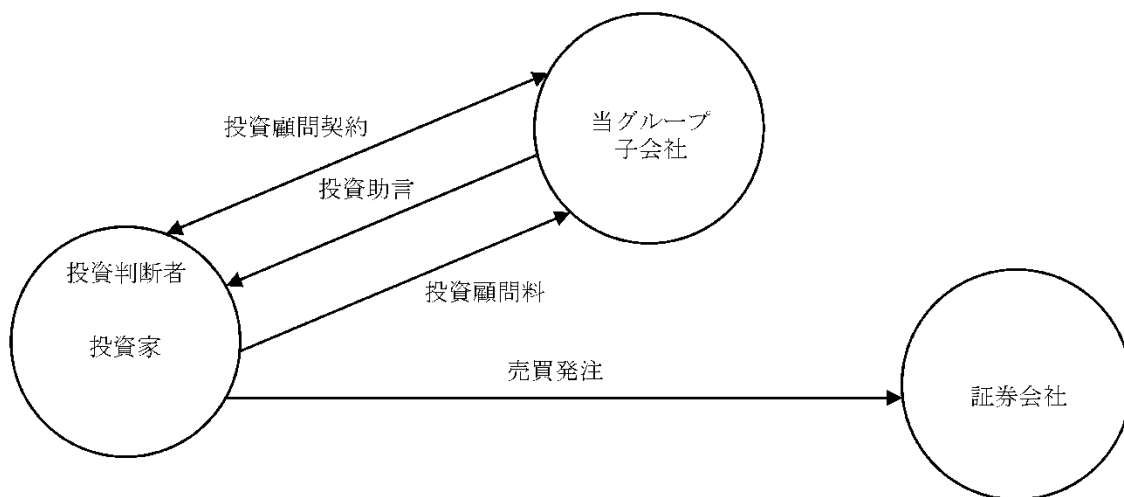 当グループ
子会社
投資顧問契約
投資助言
投資判断者
投資顧問料
投資家
売買発注
証券会社